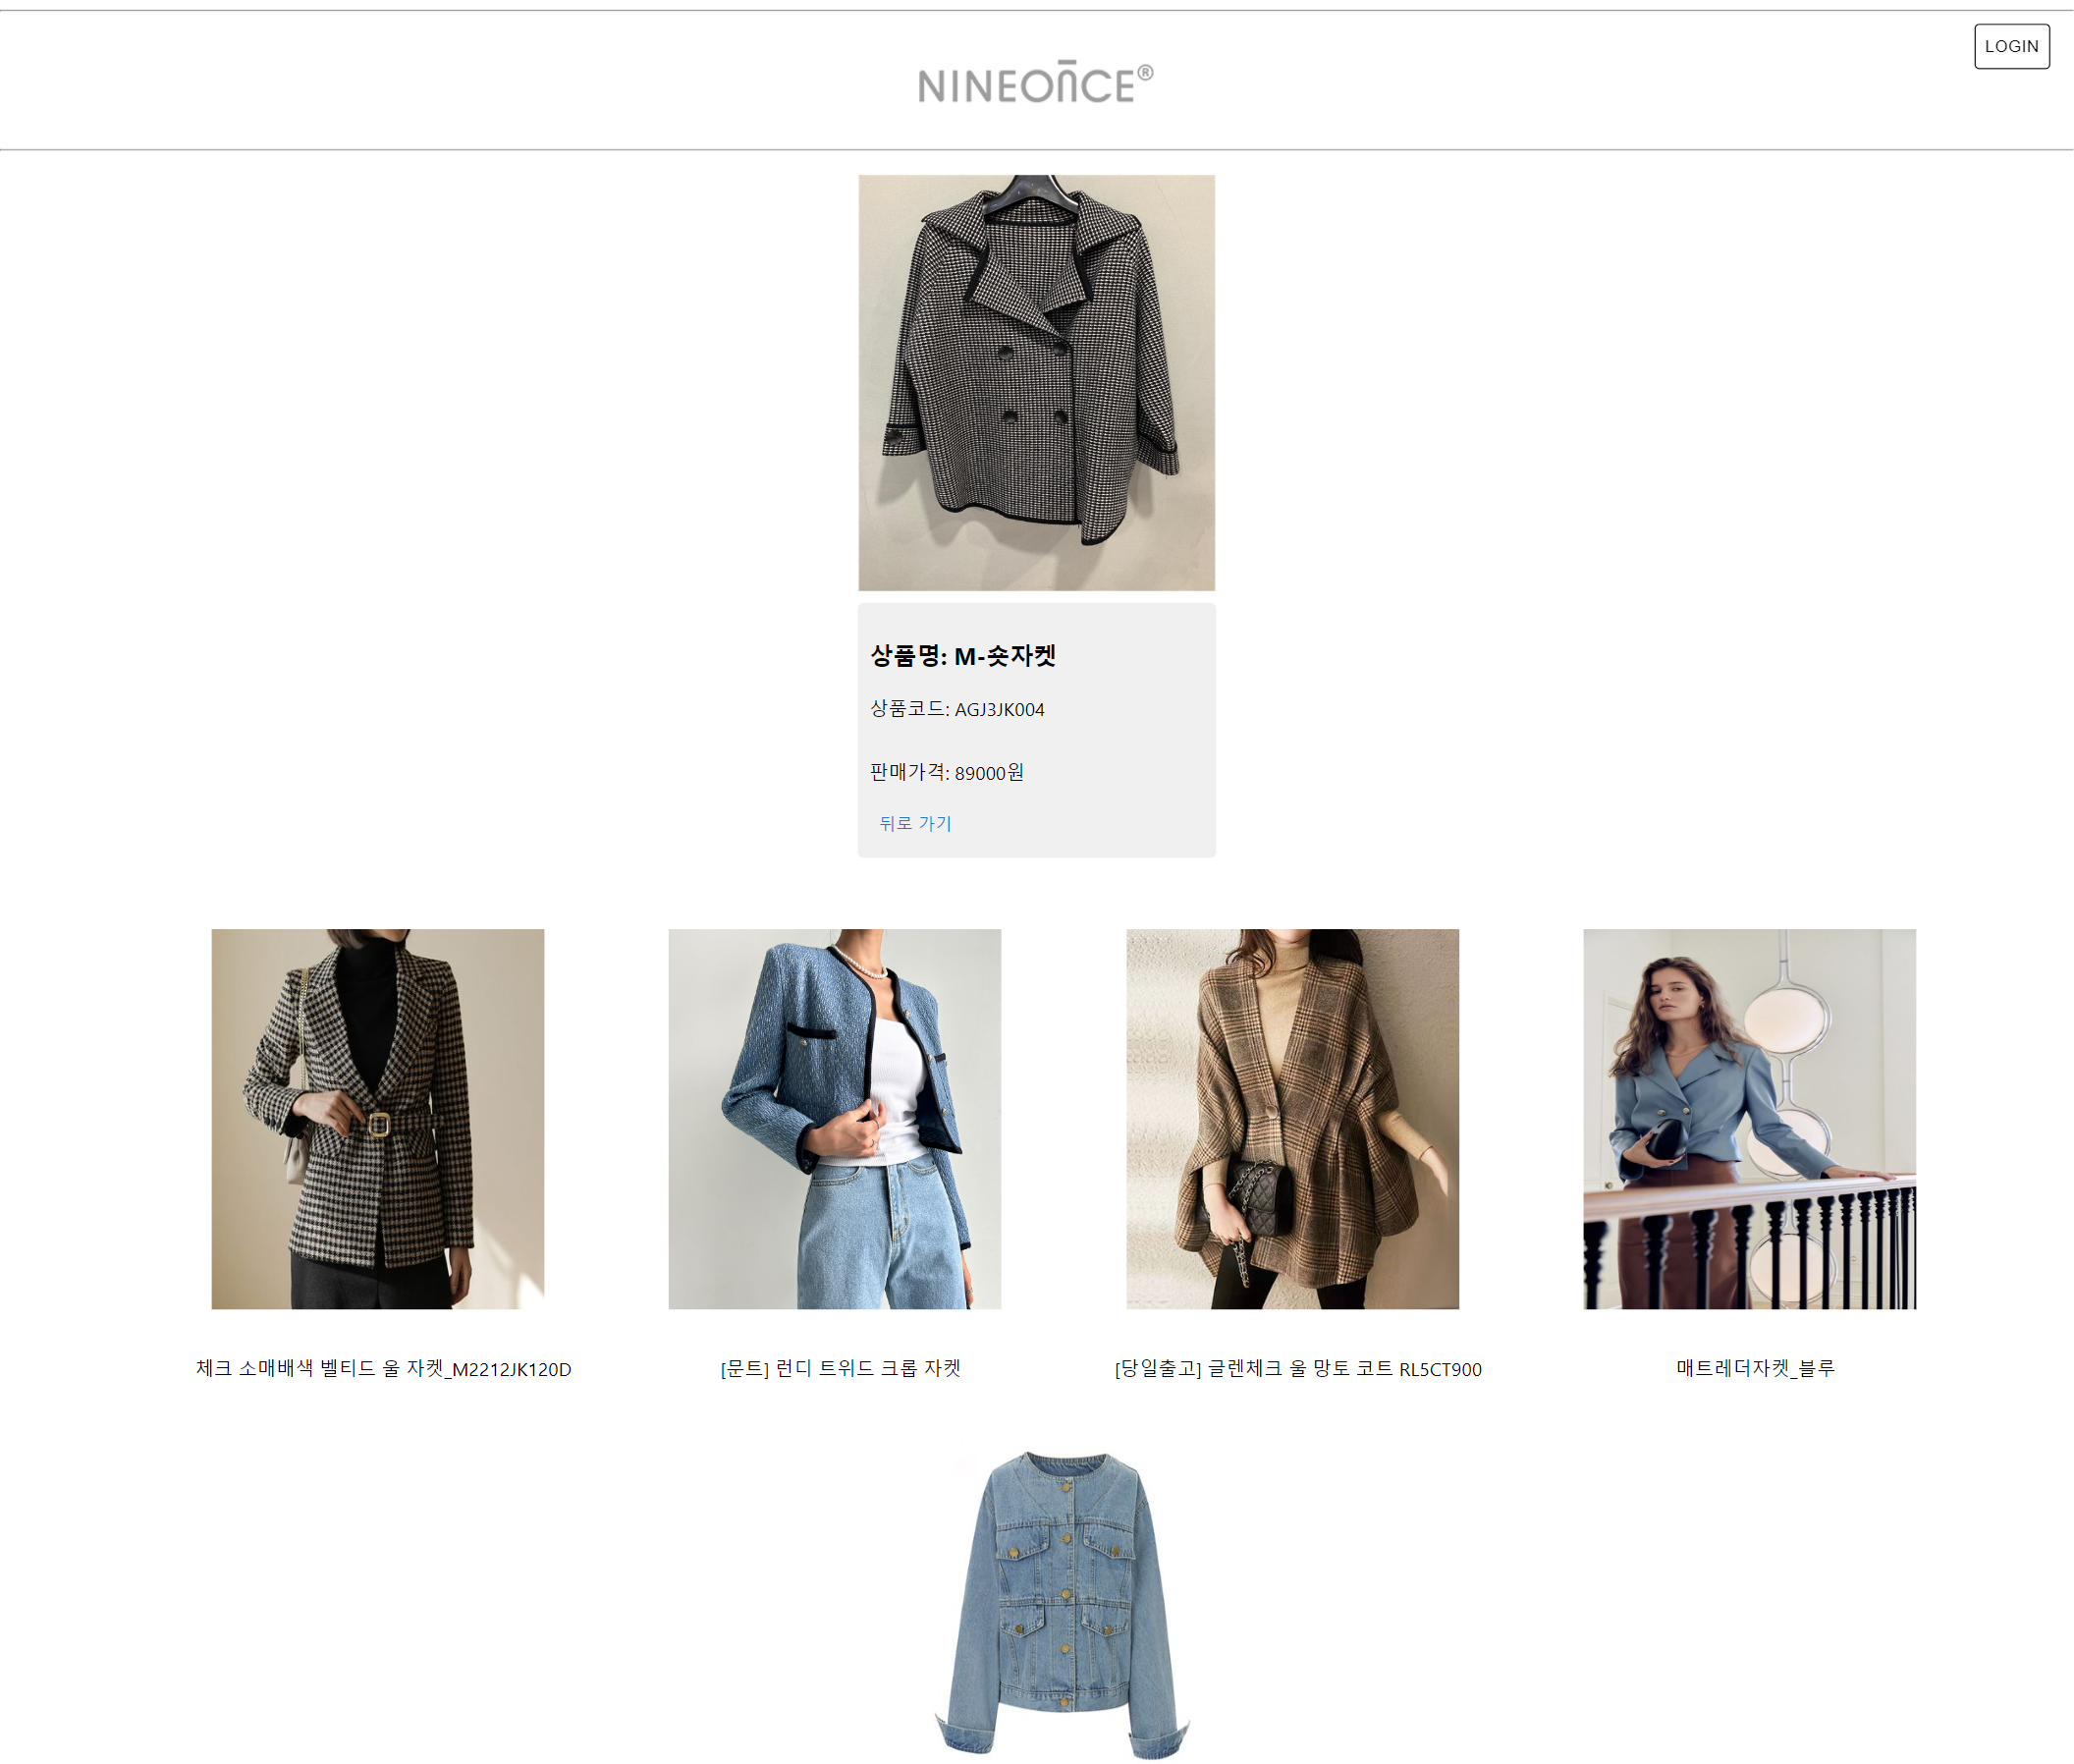 LOGIN
NINEONCE®
상품명: M-숏자켓
상품코드: AGJ3JK004
판매가격: 89000원
뒤로 가기
체크 소매배색 벨티드 울 자켓_M2212JK120D
[문트] 런디 트위드 크롭 자켓
[당일출고] 글렌체크 울 망토 코트 RL5CT900
매트레더자켓_블루